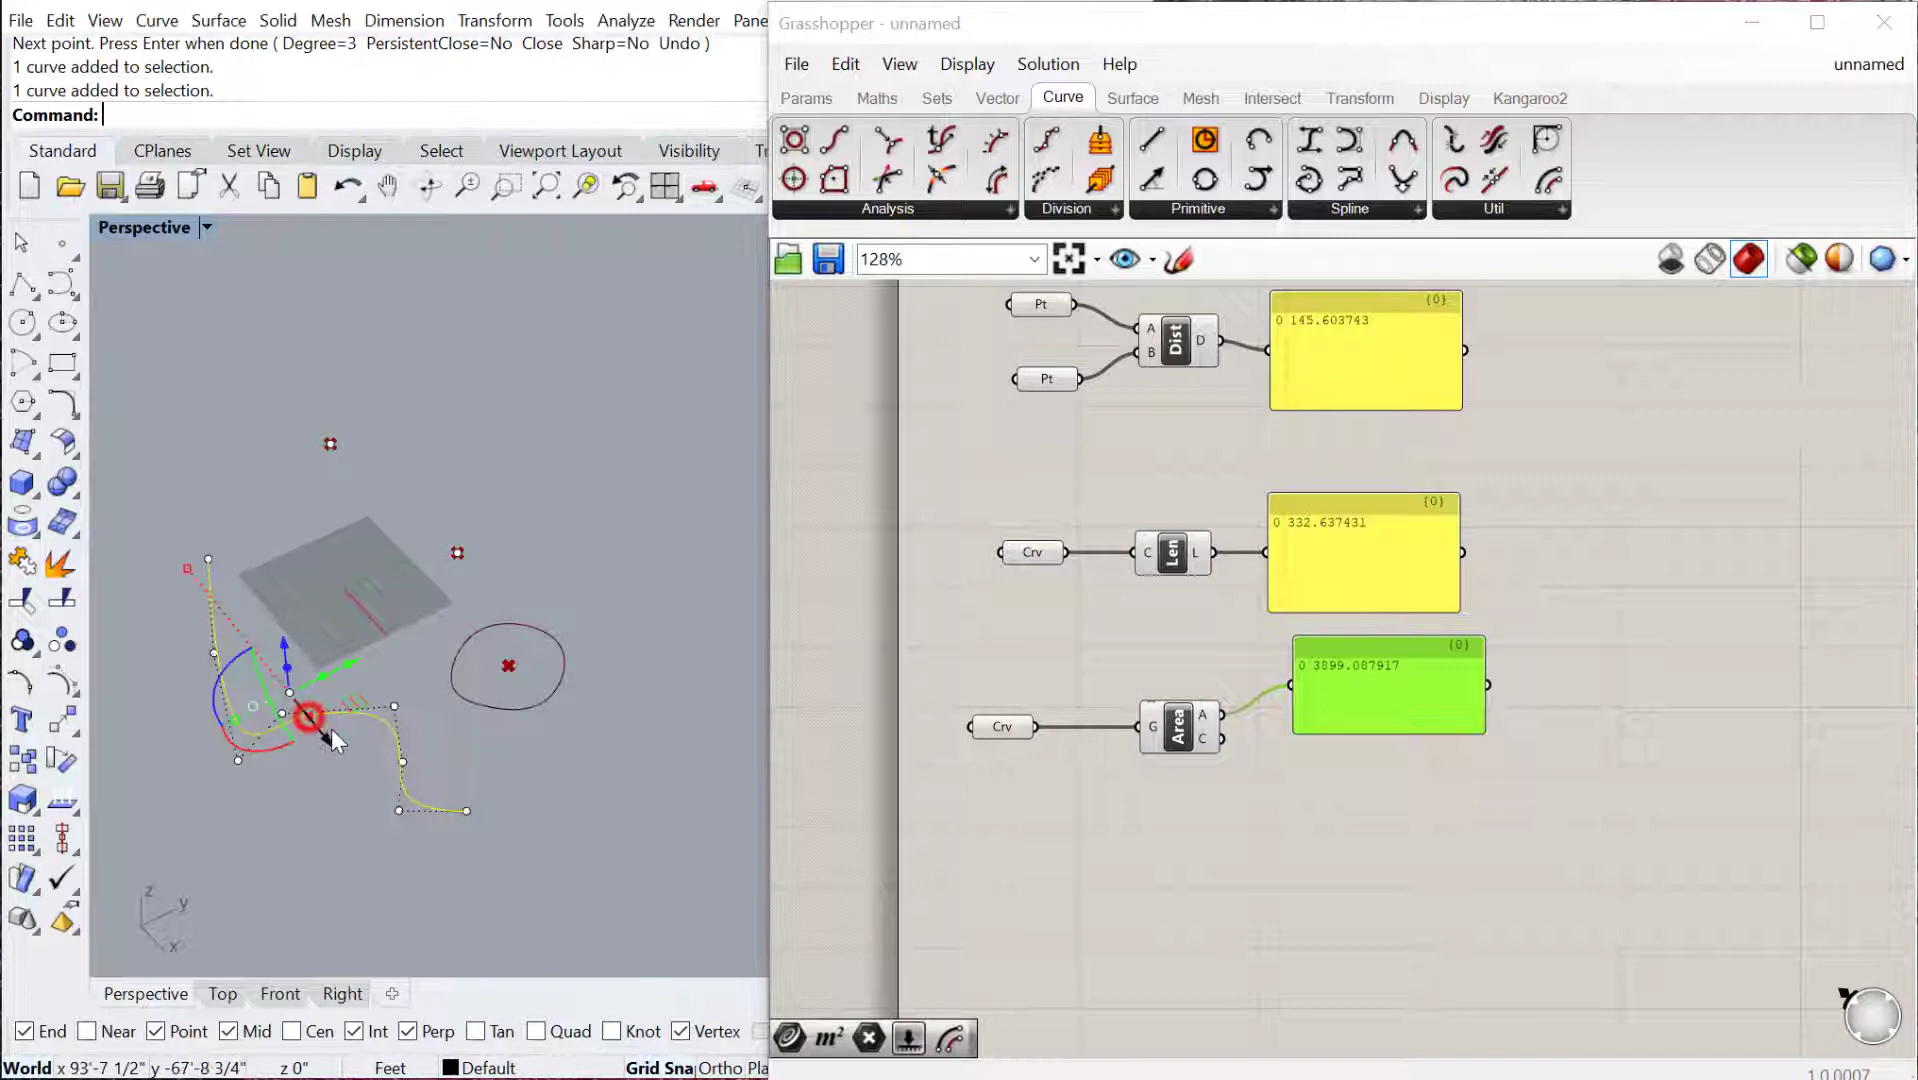 File Edit View Curve Surface Solid Mesh Dimension Transform Tools Analyze Render Pane
Next point. Press Enter when done ( Degree=3 PersistentClose=No Close Sharp=No Undo )
1 curve added to selection.
1 curve added to selection.
Command:
Standard CPlanes Set View Display Select Viewport Layout Visibility
Perspective
z
y
x
Perspective Top Front Right
End Near Point Mid Cen Int Perp Tan Quad Knot Vertex
World x 93'-7 1/2" y -67'-8 3/4" z 0" Feet Default Grid Sna Ortho Pla
Grasshopper - unnamed
File Edit View Display Solution Help unnamed
Params Maths Sets Vector Curve Surface Mesh Intersect Transform Display Kangaroo2
Analysis Division Primitive Spline Util
128%
Pt
A
B
Dist
D
Pt
{0}
0 145.603743
Crv
C Len L
{0}
0 332.637431
Crv
G Area A
C
{0}
0 3899.087917
m²
1.0.0007